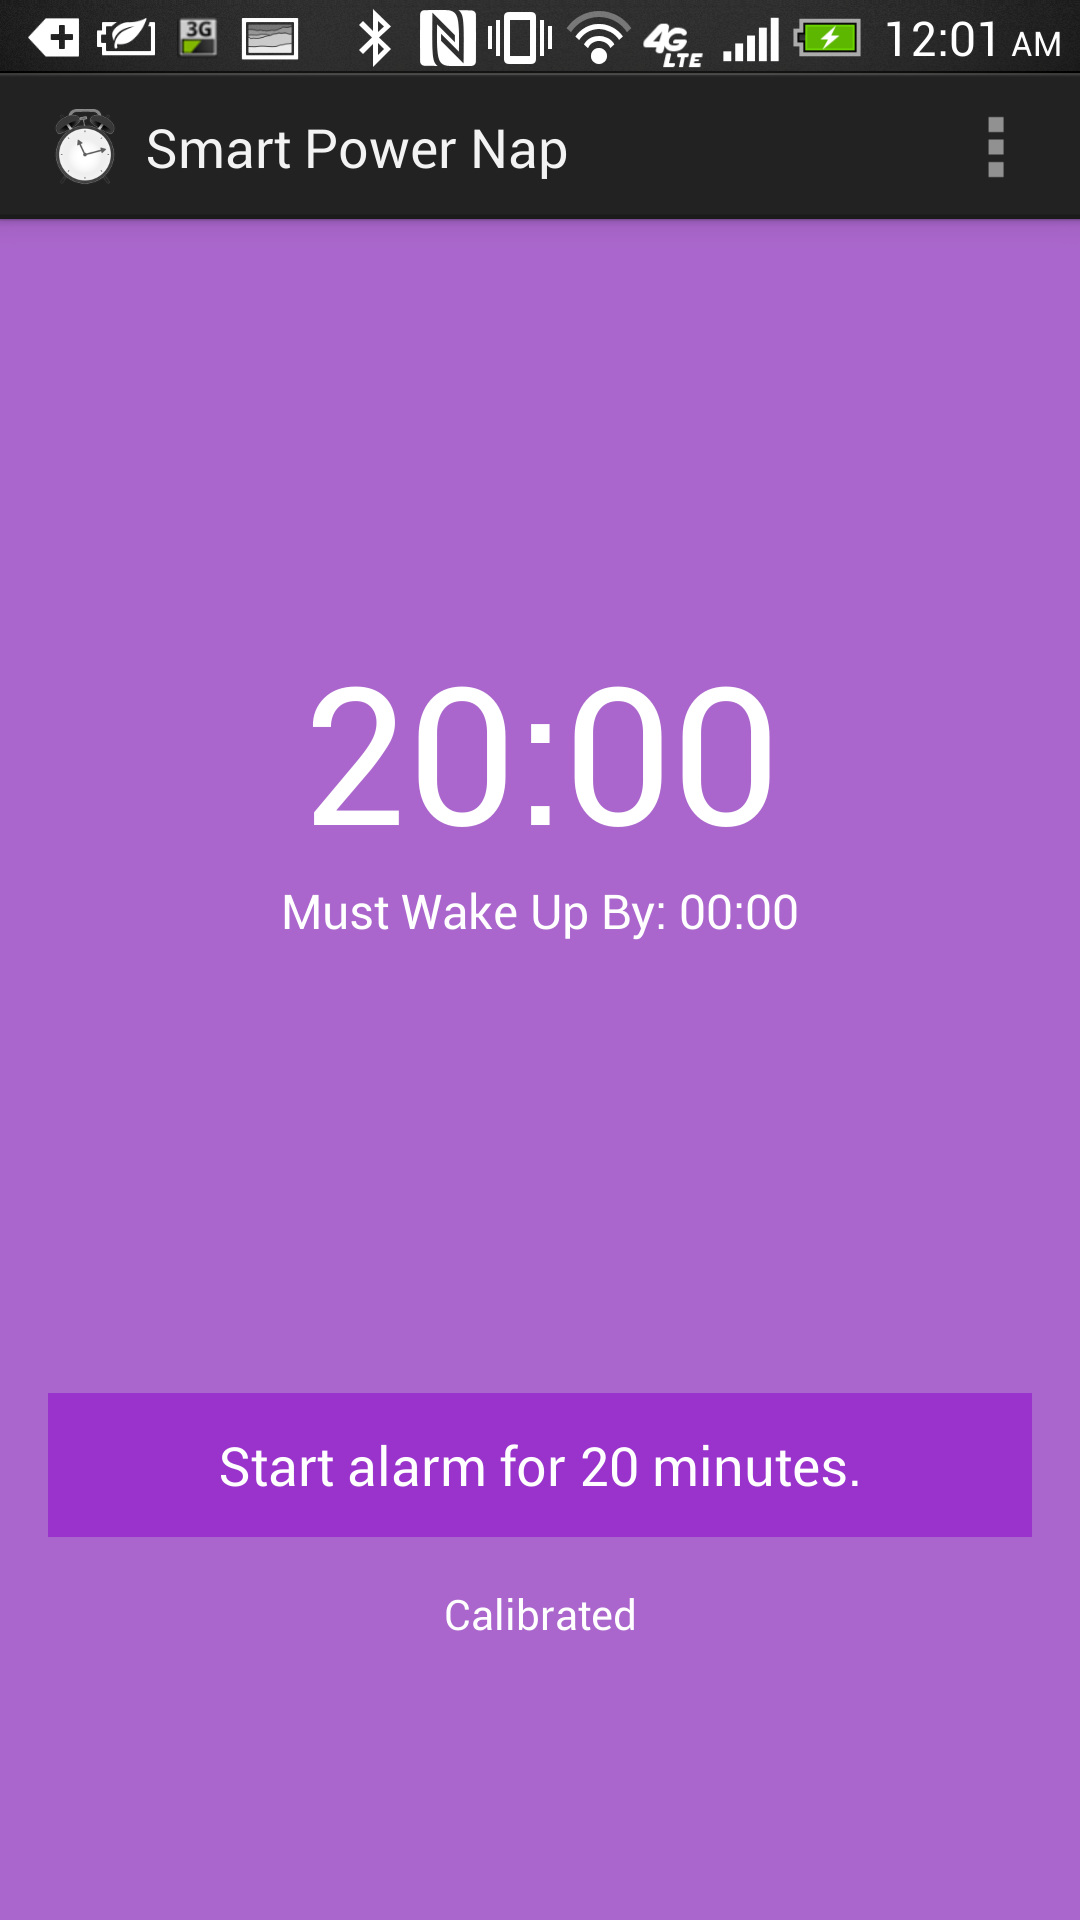 3G 4G LTE 12:01 AM
Smart Power Nap
20:00
Must Wake Up By: 00:00
Start alarm for 20 minutes.
Calibrated